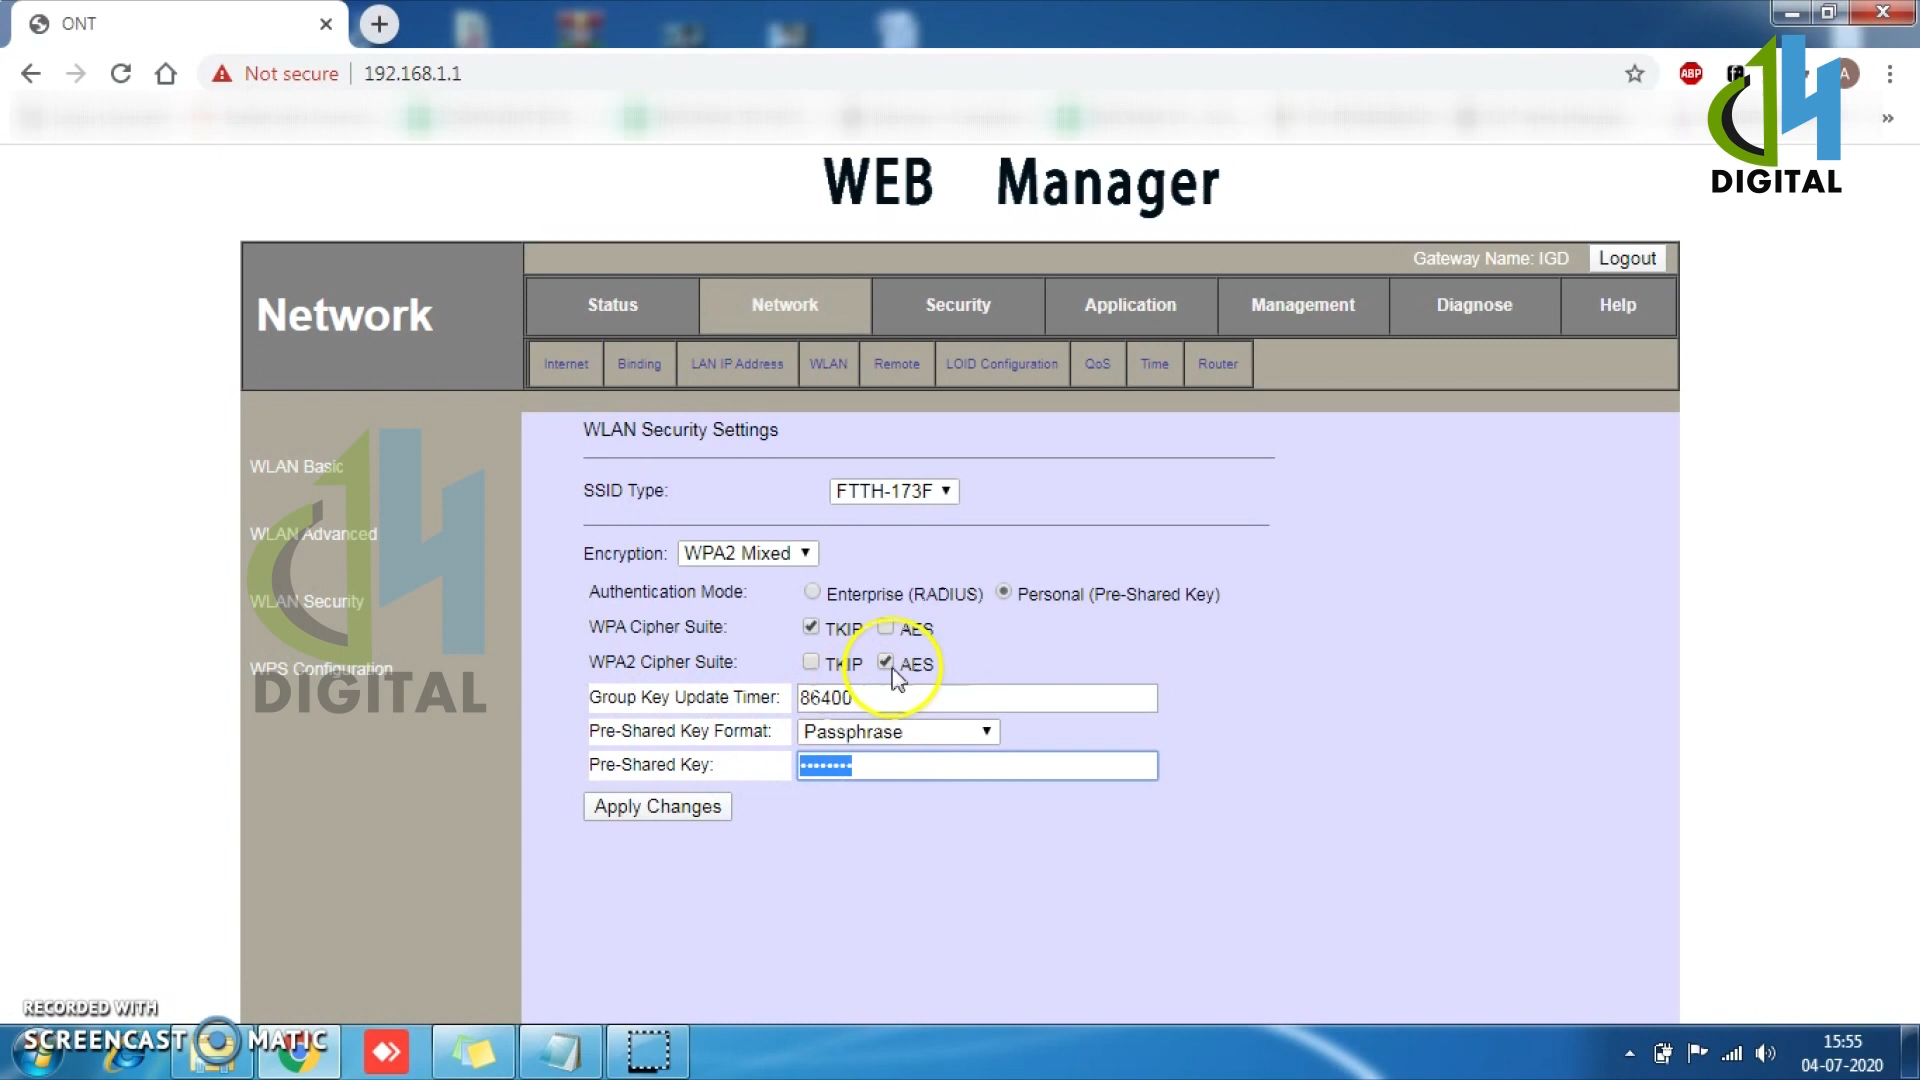 ONT
Not secure 192.168.1.1
ABP
A
DIGITAL
WEB Manager
Gateway Name: IGD Logout
Network
Status Network Security Application Management Diagnose Help
Internet Binding LAN IP Address WLAN Remote LOID Configuration QoS Time Router
WLAN Basic
WLAN Advanced
WLAN Security
WPS Configuration
DIGITAL
WLAN Security Settings
SSID Type: FTTH-173F
Encryption: WPA2 Mixed
Authentication Mode: Enterprise (RADIUS) Personal (Pre-Shared Key)
WPA Cipher Suite: TKIP AES
WPA2 Cipher Suite: TKIP AES
Group Key Update Timer: 86400
Pre-Shared Key Format: Passphrase
Pre-Shared Key: ••••••••
Apply Changes
RECORDED WITH
SCREENCAST MATIC
15:55
04-07-2020